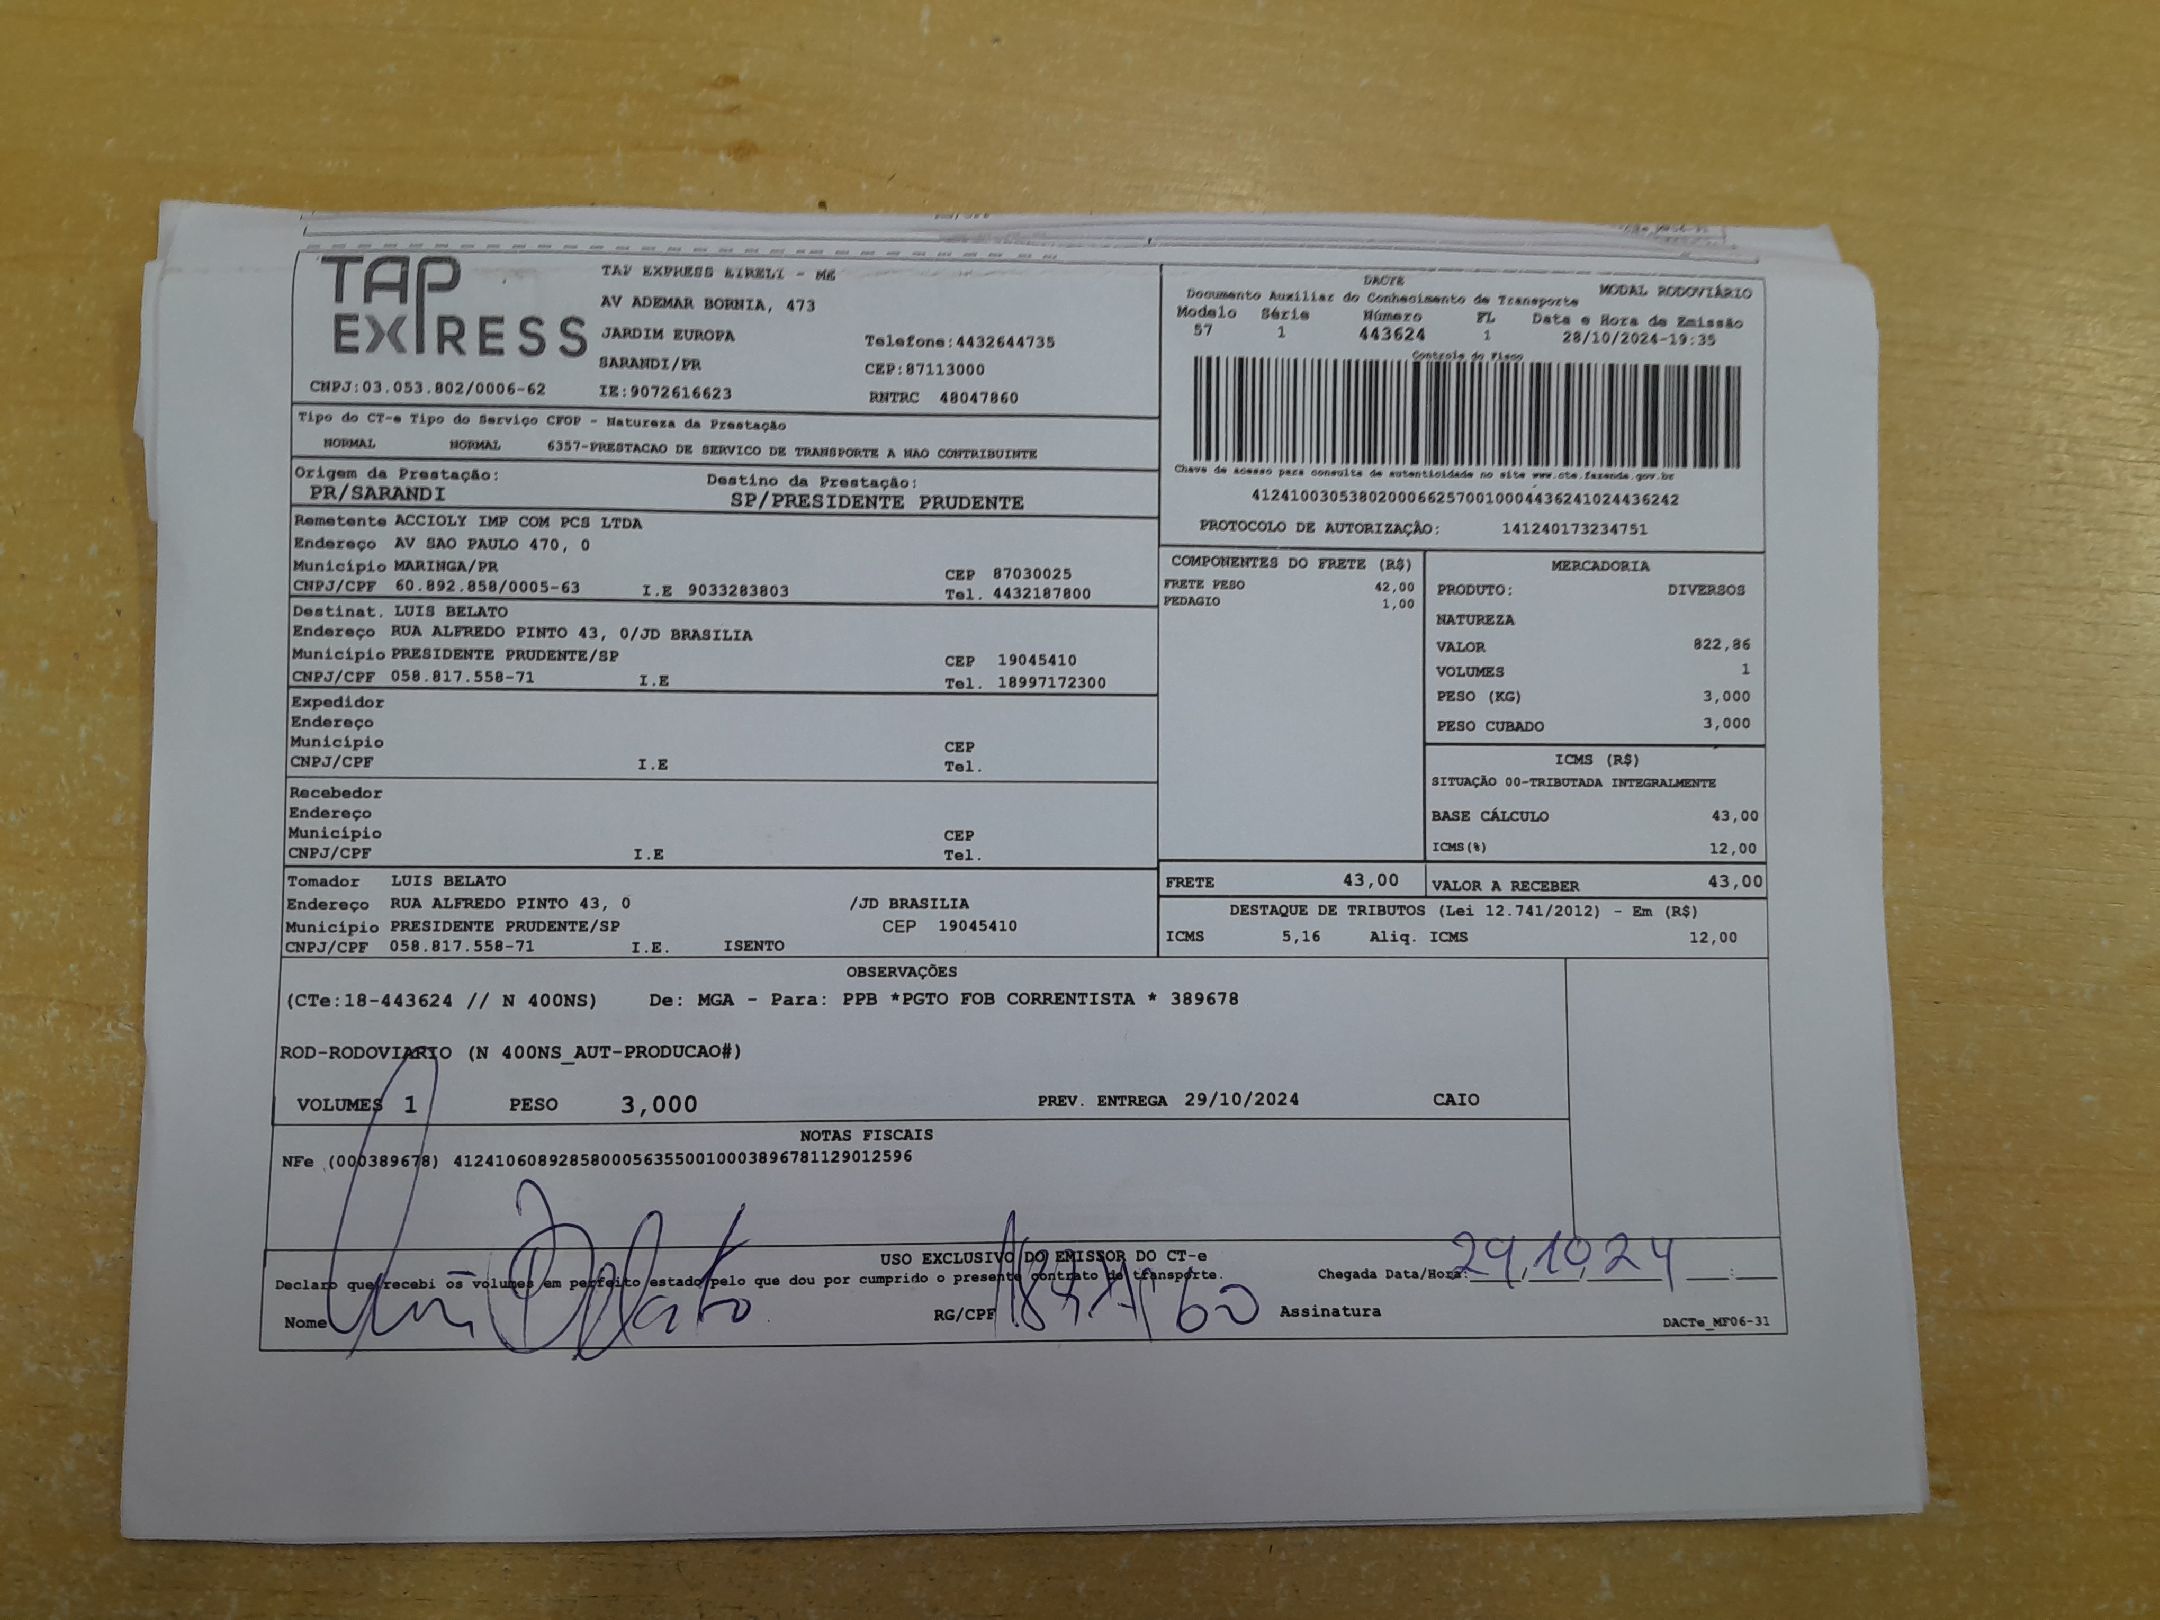 TAP
EXPRESS
CNPJ:03.053.802/0006-62
TAP EXPRESS EIRELI - ME
AV ADEMAR BORNIA, 473
JARDIM EUROPA
Telefone:4432644735
SARANDI/PR
CEP:87113000
IE:9072616623
RNTRC 48047860
DACTE
MODAL RODOVIÁRIO
Documento Auxiliar do Conhecimento de Transporte
Modelo Série Número FL Data e Hora de Emissão
57 1 443624 1 28/10/2024-19:35
Controle do Fisco
Chave de acesso para consulta de autenticidade no site www.cte.fazenda.gov.br
41241003053802000662570010004436241024436242
PROTOCOLO DE AUTORIZAÇÃO: 141240173234751
Tipo do CT-e Tipo do Serviço CFOP - Natureza da Prestação
NORMAL NORMAL 6357-PRESTACAO DE SERVICO DE TRANSPORTE A NAO CONTRIBUINTE
Origem da Prestação: Destino da Prestação:
PR/SARANDI SP/PRESIDENTE PRUDENTE
Remetente ACCIOLY IMP COM PCS LTDA
Endereço AV SAO PAULO 470, 0
Município MARINGA/PR CEP 87030025
CNPJ/CPF 60.892.858/0005-63 I.E 9033283803 Tel. 4432187800
Destinat. LUIS BELATO
Endereço RUA ALFREDO PINTO 43, 0/JD BRASILIA
Município PRESIDENTE PRUDENTE/SP CEP 19045410
CNPJ/CPF 058.817.558-71 I.E Tel. 18997172300
Expedidor
Endereço
Município CEP
CNPJ/CPF I.E Tel.
Recebedor
Endereço
Município CEP
CNPJ/CPF I.E Tel.
Tomador LUIS BELATO
Endereço RUA ALFREDO PINTO 43, 0 /JD BRASILIA
Município PRESIDENTE PRUDENTE/SP CEP 19045410
CNPJ/CPF 058.817.558-71 I.E. ISENTO
COMPONENTES DO FRETE (R$)
FRETE PESO 42,00
PEDAGIO 1,00
MERCADORIA
PRODUTO: DIVERSOS
NATUREZA
VALOR 822,86
VOLUMES 1
PESO (KG) 3,000
PESO CUBADO 3,000
ICMS (R$)
SITUAÇÃO 00-TRIBUTADA INTEGRALMENTE
BASE CÁLCULO 43,00
ICMS(%) 12,00
FRETE 43,00 VALOR A RECEBER 43,00
DESTAQUE DE TRIBUTOS (Lei 12.741/2012) - Em (R$)
ICMS 5,16 Aliq. ICMS 12,00
OBSERVAÇÕES
(CTe:18-443624 // N 400NS) De: MGA - Para: PPB *PGTO FOB CORRENTISTA * 389678
ROD-RODOVIARIO (N 400NS_AUT-PRODUCAO#)
VOLUMES 1 PESO 3,000 PREV. ENTREGA 29/10/2024 CAIO
NOTAS FISCAIS
NFe (000389678) 41241060892858000563550010003896781129012596
USO EXCLUSIVO DO EMISSOR DO CT-e
Declaro que recebi os volumes em perfeito estado pelo que dou por cumprido o presente contrato de transporte.
Chegada Data/Hora: 29,10,24
Nome Luis Belato RG/CPF Assinatura
DACTe_MF06-31